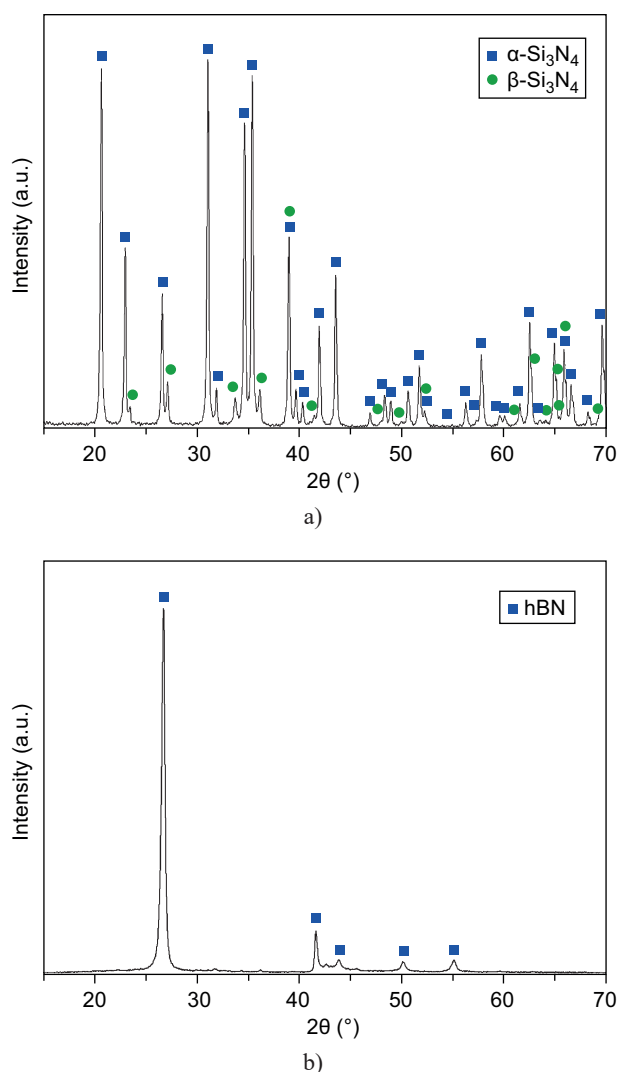 α-Si₃N₄
β-Si₃N₄
Intensity (a.u.)
20 30 40 50 60 70
2θ (°)
a)
hBN
Intensity (a.u.)
20 30 40 50 60 70
2θ (°)
b)